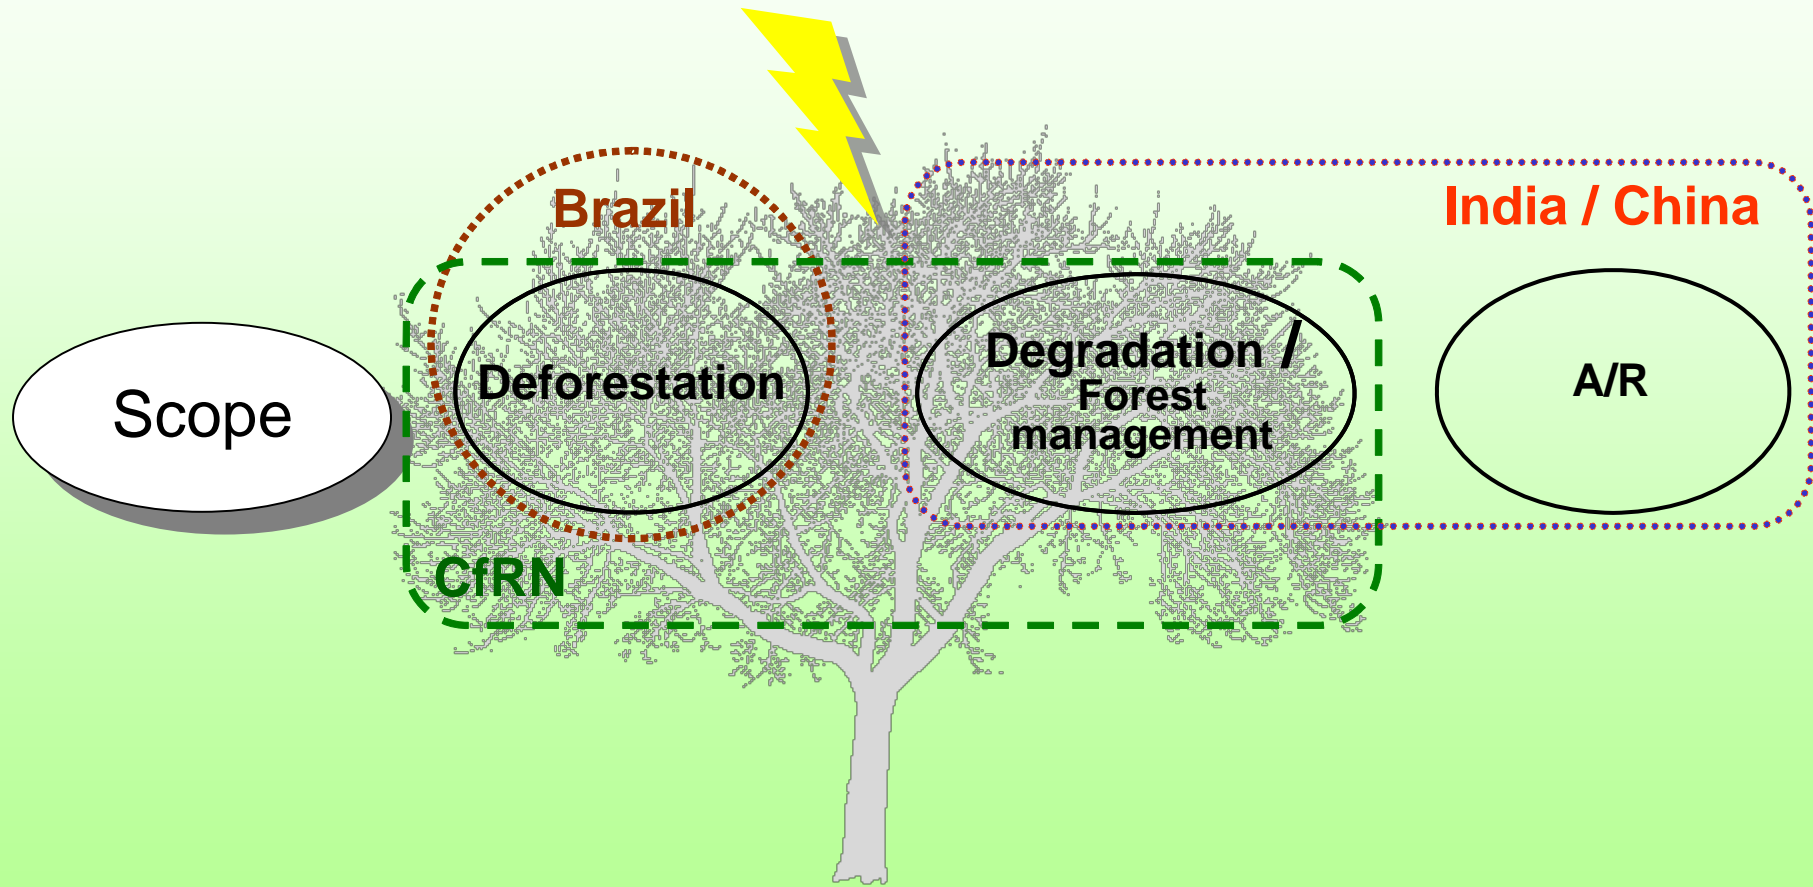 Brazil
India / China
Scope
Deforestation
Degradation /
Forest
management
A/R
CfRN